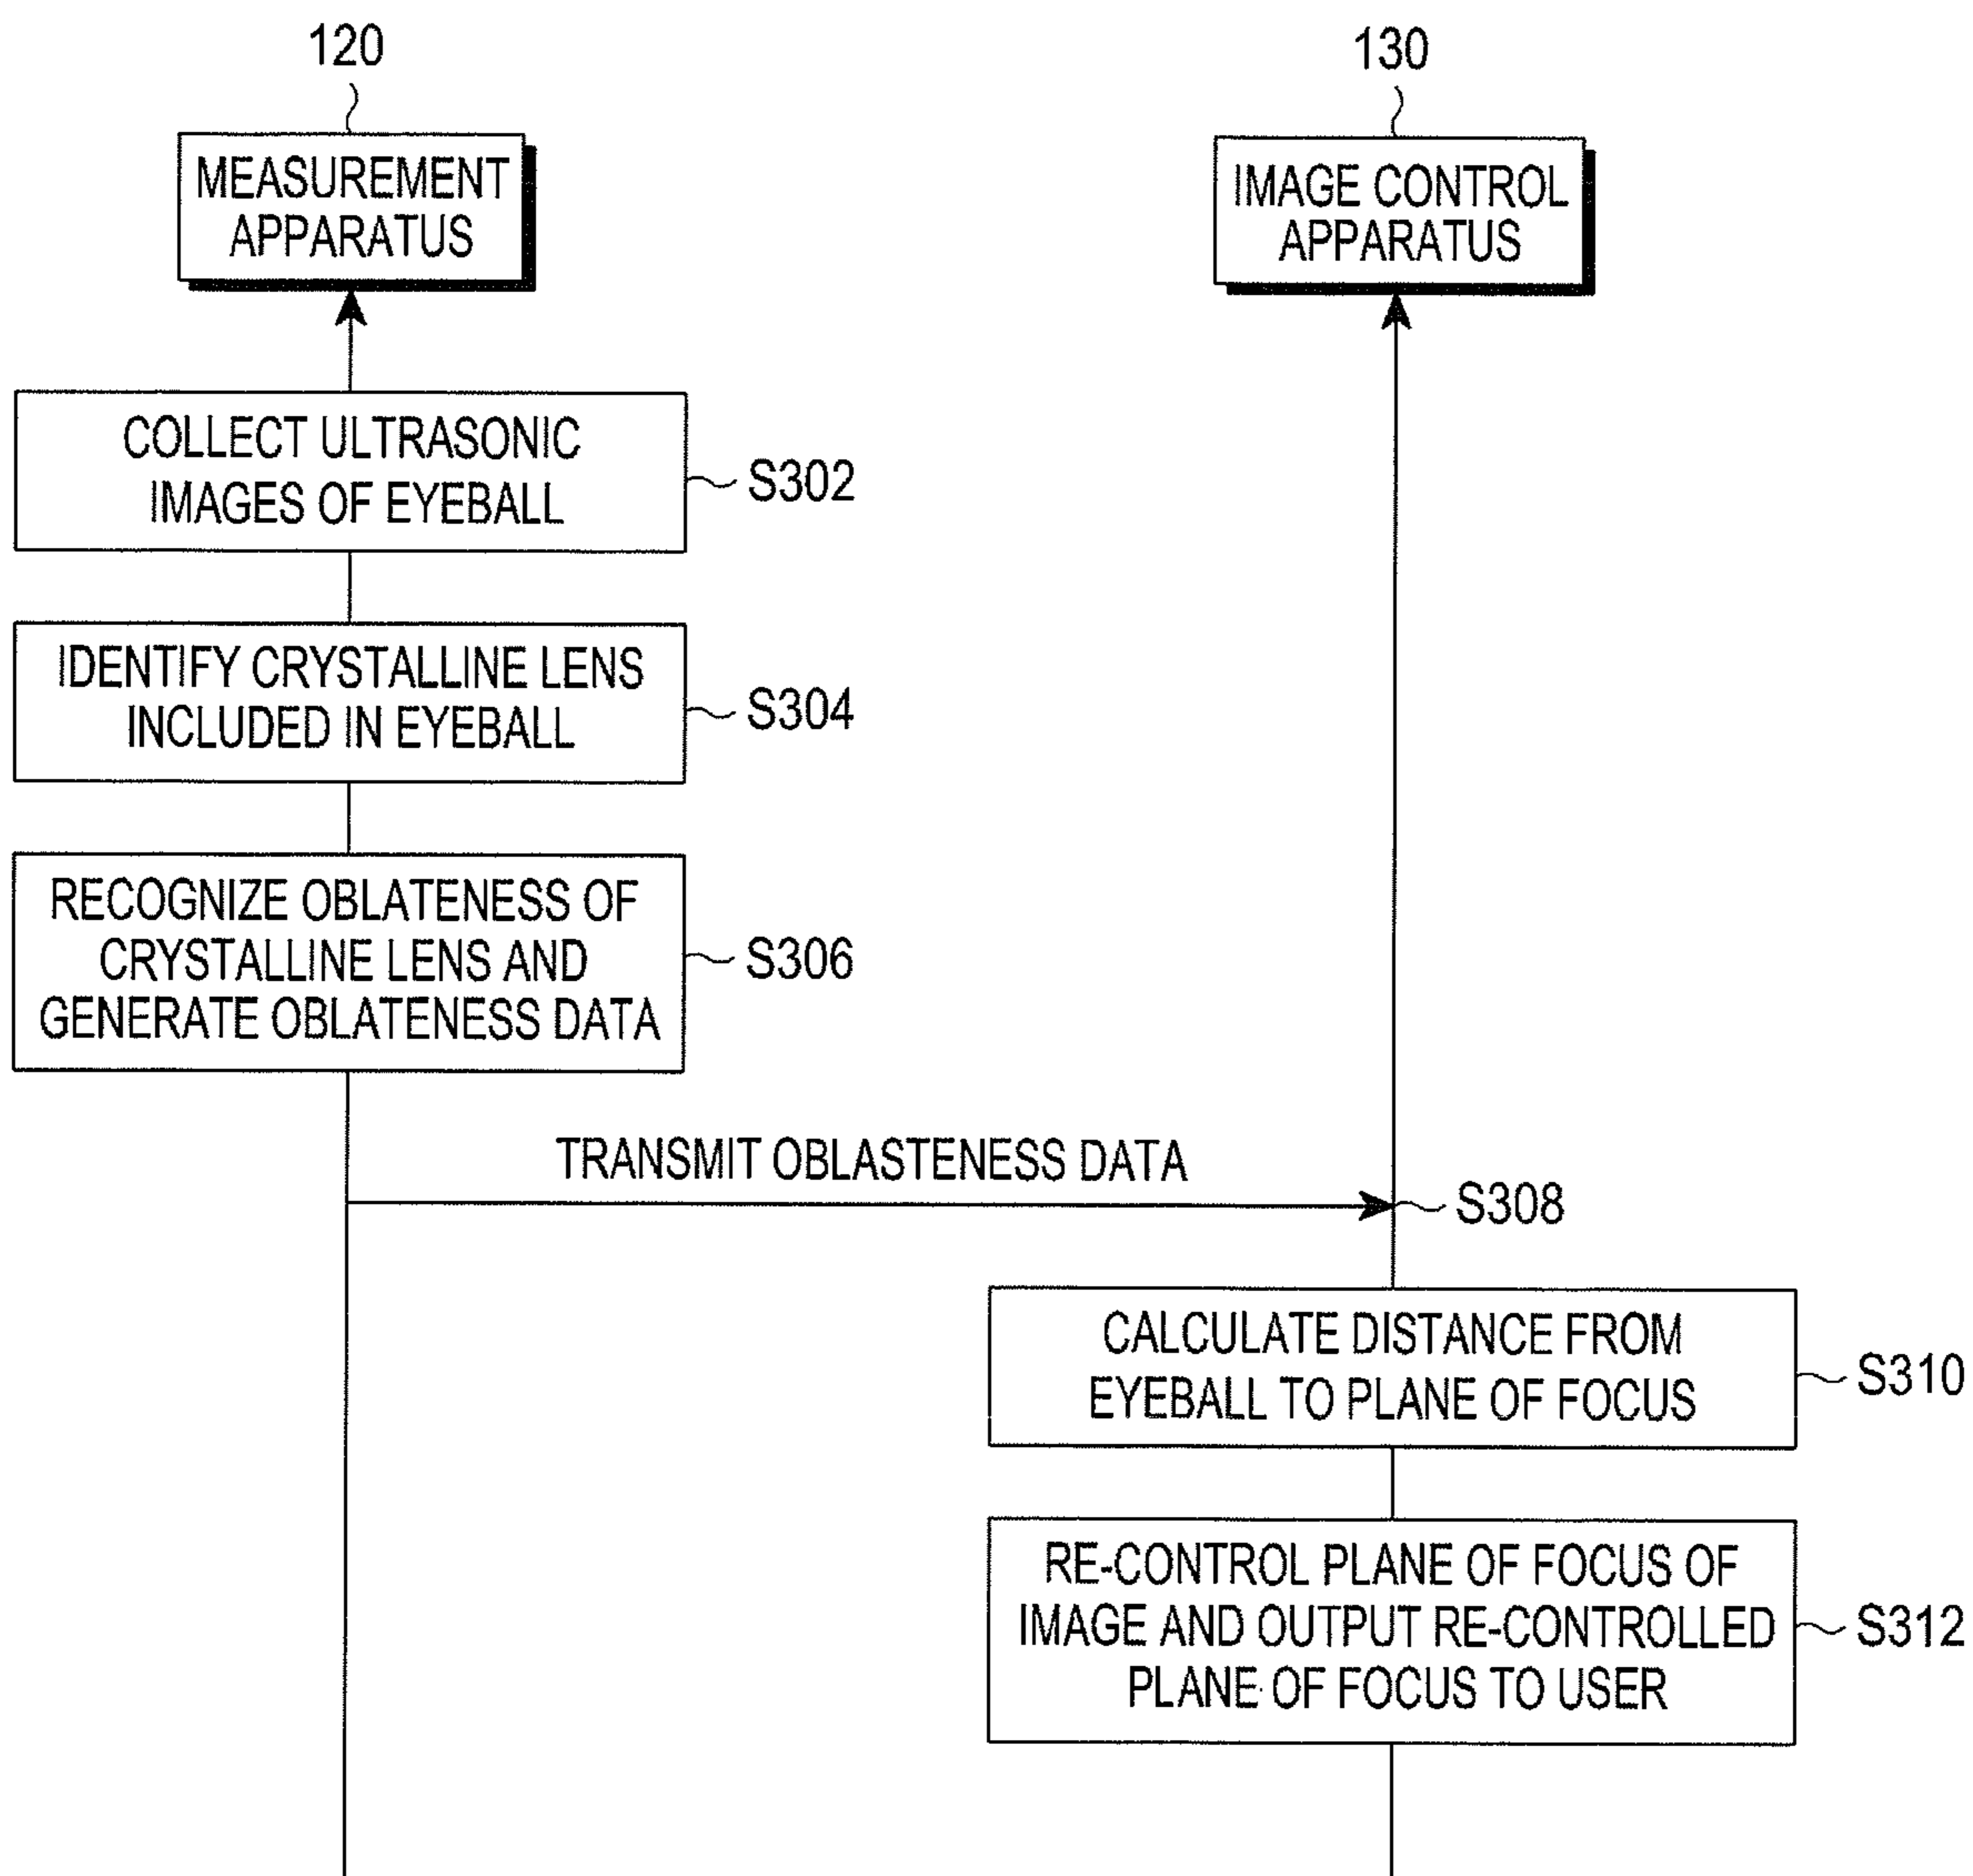 120
130
MEASUREMENT
APPARATUS
IMAGE CONTROL
APPARATUS
COLLECT ULTRASONIC
IMAGES OF EYEBALL
S302
IDENTIFY CRYSTALLINE LENS
INCLUDED IN EYEBALL
S304
RECOGNIZE OBLATENESS OF
CRYSTALLINE LENS AND
GENERATE OBLATENESS DATA
S306
TRANSMIT OBLASTENESS DATA
S308
CALCULATE DISTANCE FROM
EYEBALL TO PLANE OF FOCUS
S310
RE-CONTROL PLANE OF FOCUS OF
IMAGE AND OUTPUT RE-CONTROLLED
PLANE OF FOCUS TO USER
S312